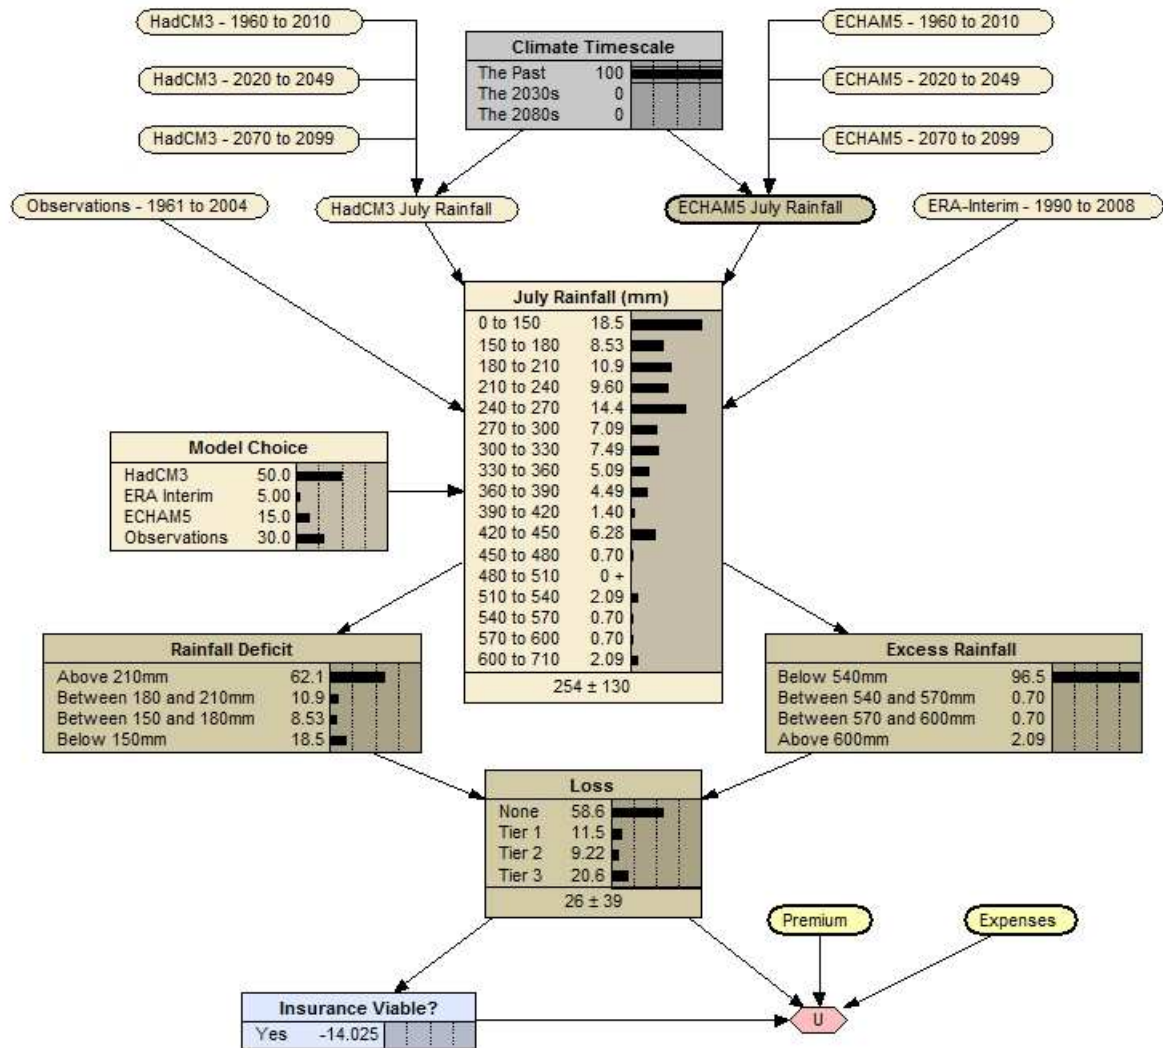 HadCM3 - 1960 to 2010
ECHAM5 - 1960 to 2010
Climate Timescale
The Past 100
The 2030s 0
The 2080s 0
HadCM3 - 2020 to 2049
ECHAM5 - 2020 to 2049
HadCM3 - 2070 to 2099
ECHAM5 - 2070 to 2099
Observations - 1961 to 2004
HadCM3 July Rainfall
ECHAM5 July Rainfall
ERA-Interim - 1990 to 2008
July Rainfall (mm)
0 to 150 18.5
150 to 180 8.53
180 to 210 10.9
210 to 240 9.60
240 to 270 14.4
270 to 300 7.09
300 to 330 7.49
330 to 360 5.09
360 to 390 4.49
390 to 420 1.40
420 to 450 6.28
450 to 480 0.70
480 to 510 0 +
510 to 540 2.09
540 to 570 0.70
570 to 600 0.70
600 to 710 2.09
254 ± 130
Model Choice
HadCM3 50.0
ERA Interim 5.00
ECHAM5 15.0
Observations 30.0
Rainfall Deficit
Above 210mm 62.1
Between 180 and 210mm 10.9
Between 150 and 180mm 8.53
Below 150mm 18.5
Excess Rainfall
Below 540mm 96.5
Between 540 and 570mm 0.70
Between 570 and 600mm 0.70
Above 600mm 2.09
Loss
None 58.6
Tier 1 11.5
Tier 2 9.22
Tier 3 20.6
26 ± 39
Premium
Expenses
Insurance Viable?
Yes -14.025
U